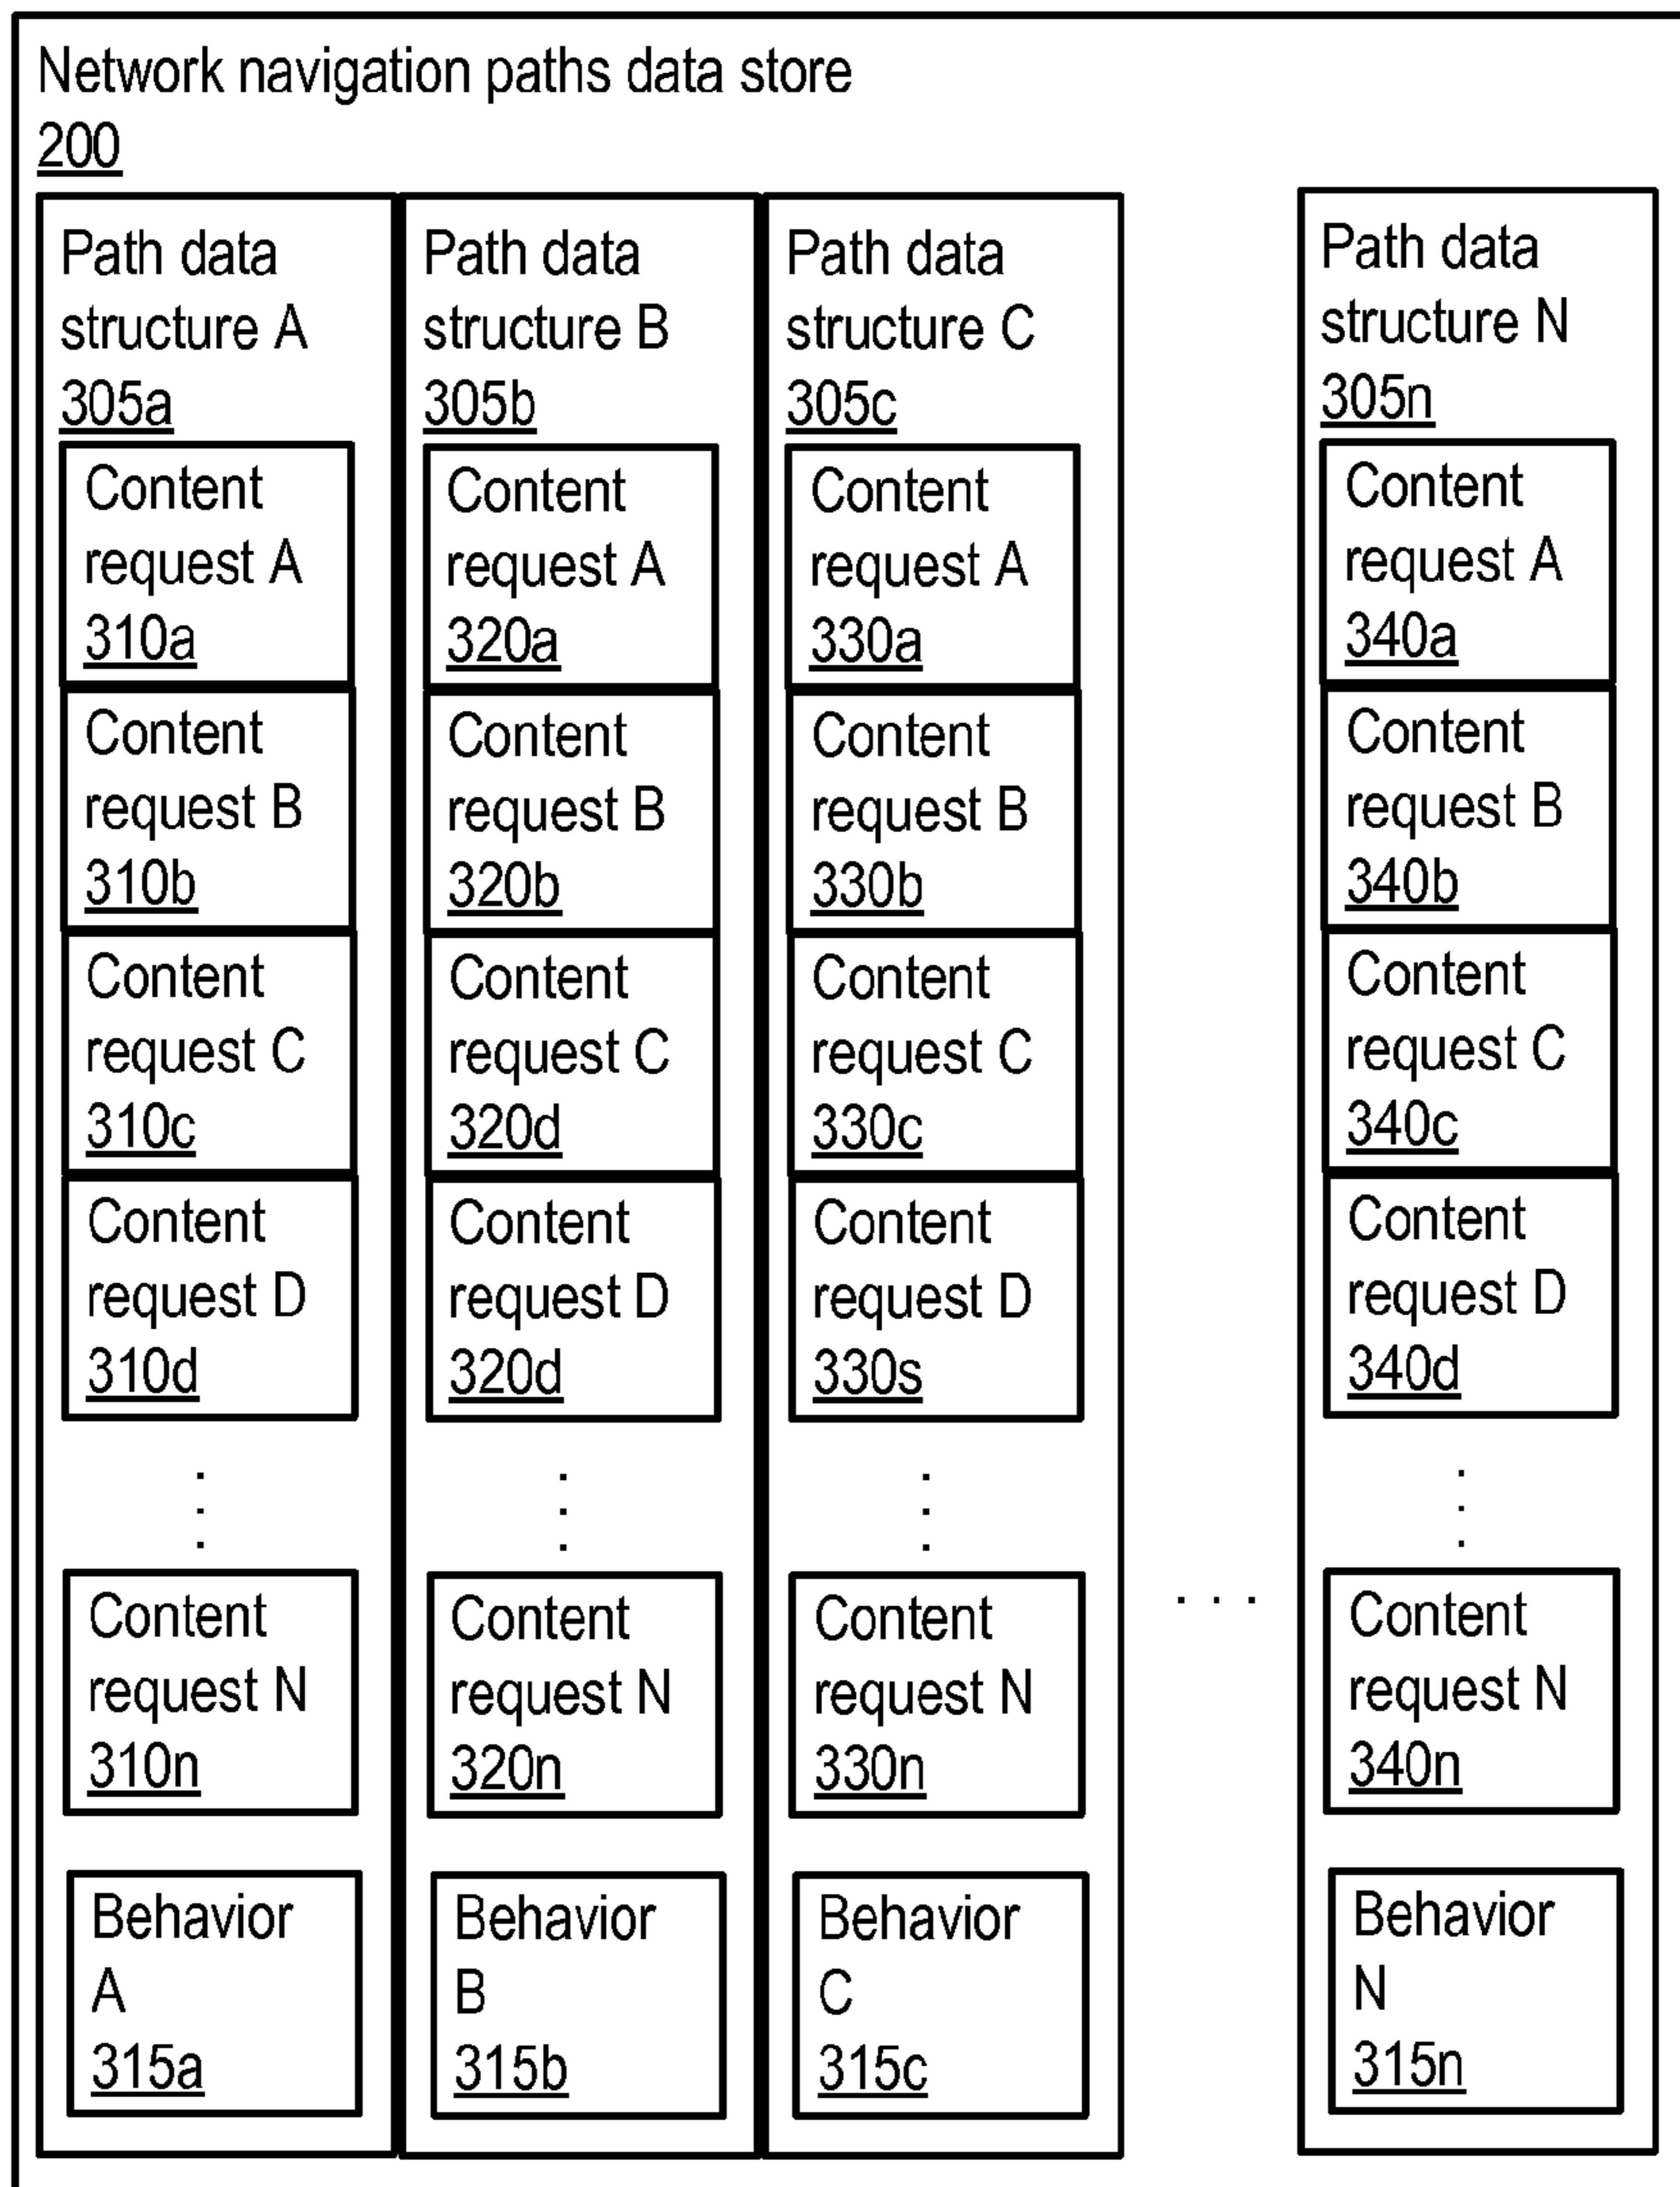 Network navigation paths data store
200
Path data
structure A
305a
Content
request A
310a
Content
request B
310b
Content
request C
310c
Content
request D
310d
.
.
.
Content
request N
310n
Behavior
A
315a
Path data
structure B
305b
Content
request A
320a
Content
request B
320b
Content
request C
320d
Content
request D
320d
.
.
.
Content
request N
320n
Behavior
B
315b
Path data
structure C
305c
Content
request A
330a
Content
request B
330b
Content
request C
330c
Content
request D
330s
.
.
.
Content
request N
330n
Behavior
C
315c
. . .
Path data
structure N
305n
Content
request A
340a
Content
request B
340b
Content
request C
340c
Content
request D
340d
.
.
.
Content
request N
340n
Behavior
N
315n